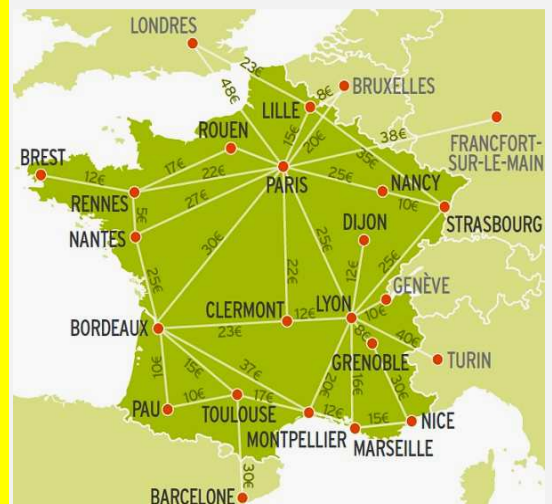 LONDRES
48€
23€
8€
BRUXELLES
LILLE
15€
20€
38€
FRANCFORT-
SUR-LE-MAIN
ROUEN
35€
BREST
12€
17€
22€
PARIS
25€
NANCY
RENNES
27€
10€
STRASBOURG
5€
NANTES
DIJON
30€
25€
25€
12€
25€
GENÈVE
22€
CLERMONT
12€
LYON
10€
BORDEAUX
23€
8€
40€
GRENOBLE
TURIN
10€
15€
37€
20€
16€
30€
PAU
10€
TOULOUSE
17€
12€
15€
NICE
MONTPELLIER
MARSEILLE
30€
BARCELONE